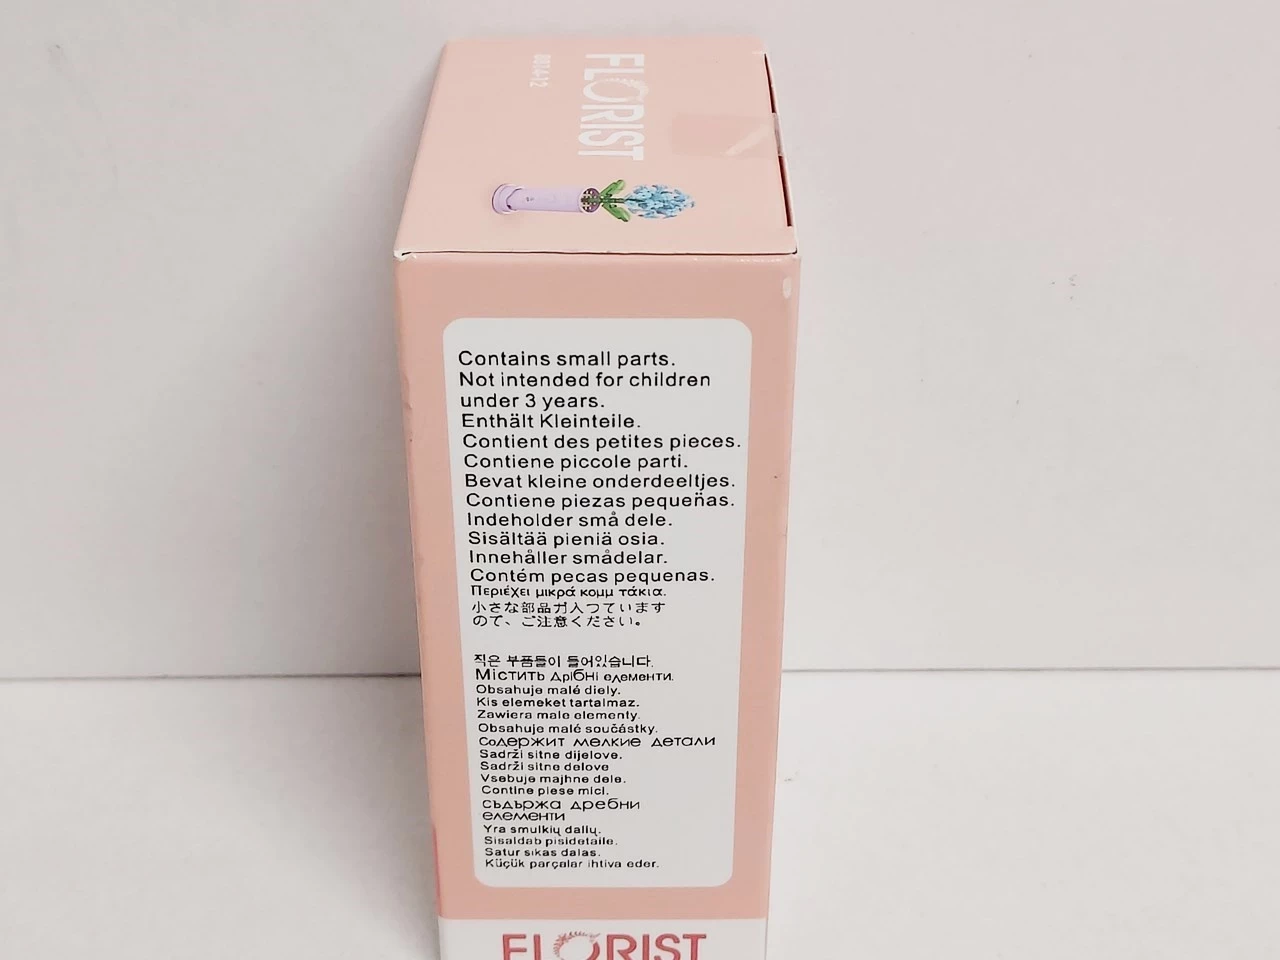 FLORIST
8614-12
Contains small parts.
Not intended for children
under 3 years.
Enthält Kleinteile.
Contient des petites pieces.
Contiene piccole parti.
Bevat kleine onderdeeltjes.
Contiene piezas pequeñas.
Indeholder små dele.
Sisältää pieniä osia.
Innehåller smådelar.
Contém pecas pequenas.
Περιέχει μικρά κομμ τάκια.
小さな部品カ入つています
ので、ご注意ください。
직은 부품들이 들어있습니다.
Містить дрібні елементи.
Obsahuje malé diely.
Kis elemeket tartalmaz.
Zawiera male elementy.
Obsahuje malé součástky.
Содержит мелкие детали
Sadrži sitne dijelove.
Sadrži sitne delove
Vsebuje majhne dele.
Contine piese mici.
съдържа дребни
елементи
Yra smulkių dalių.
Sisaldab pisidetaile.
Satur sikas dalas.
Küçük parçalar ihtiva eder.
FLORIST